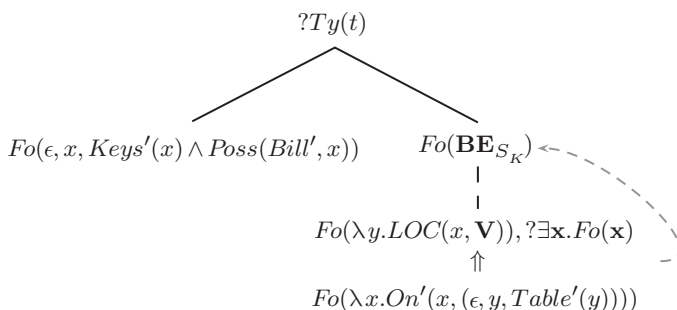 ?Ty(t)
Fo(ϵ, x, Keys′(x) ∧ Poss(Bill′, x))
Fo(BE_{S_K})
Fo(λy.LOC(x, V)), ?∃x.Fo(x)
⇑
Fo(λx.On′(x, (ϵ, y, Table′(y))))